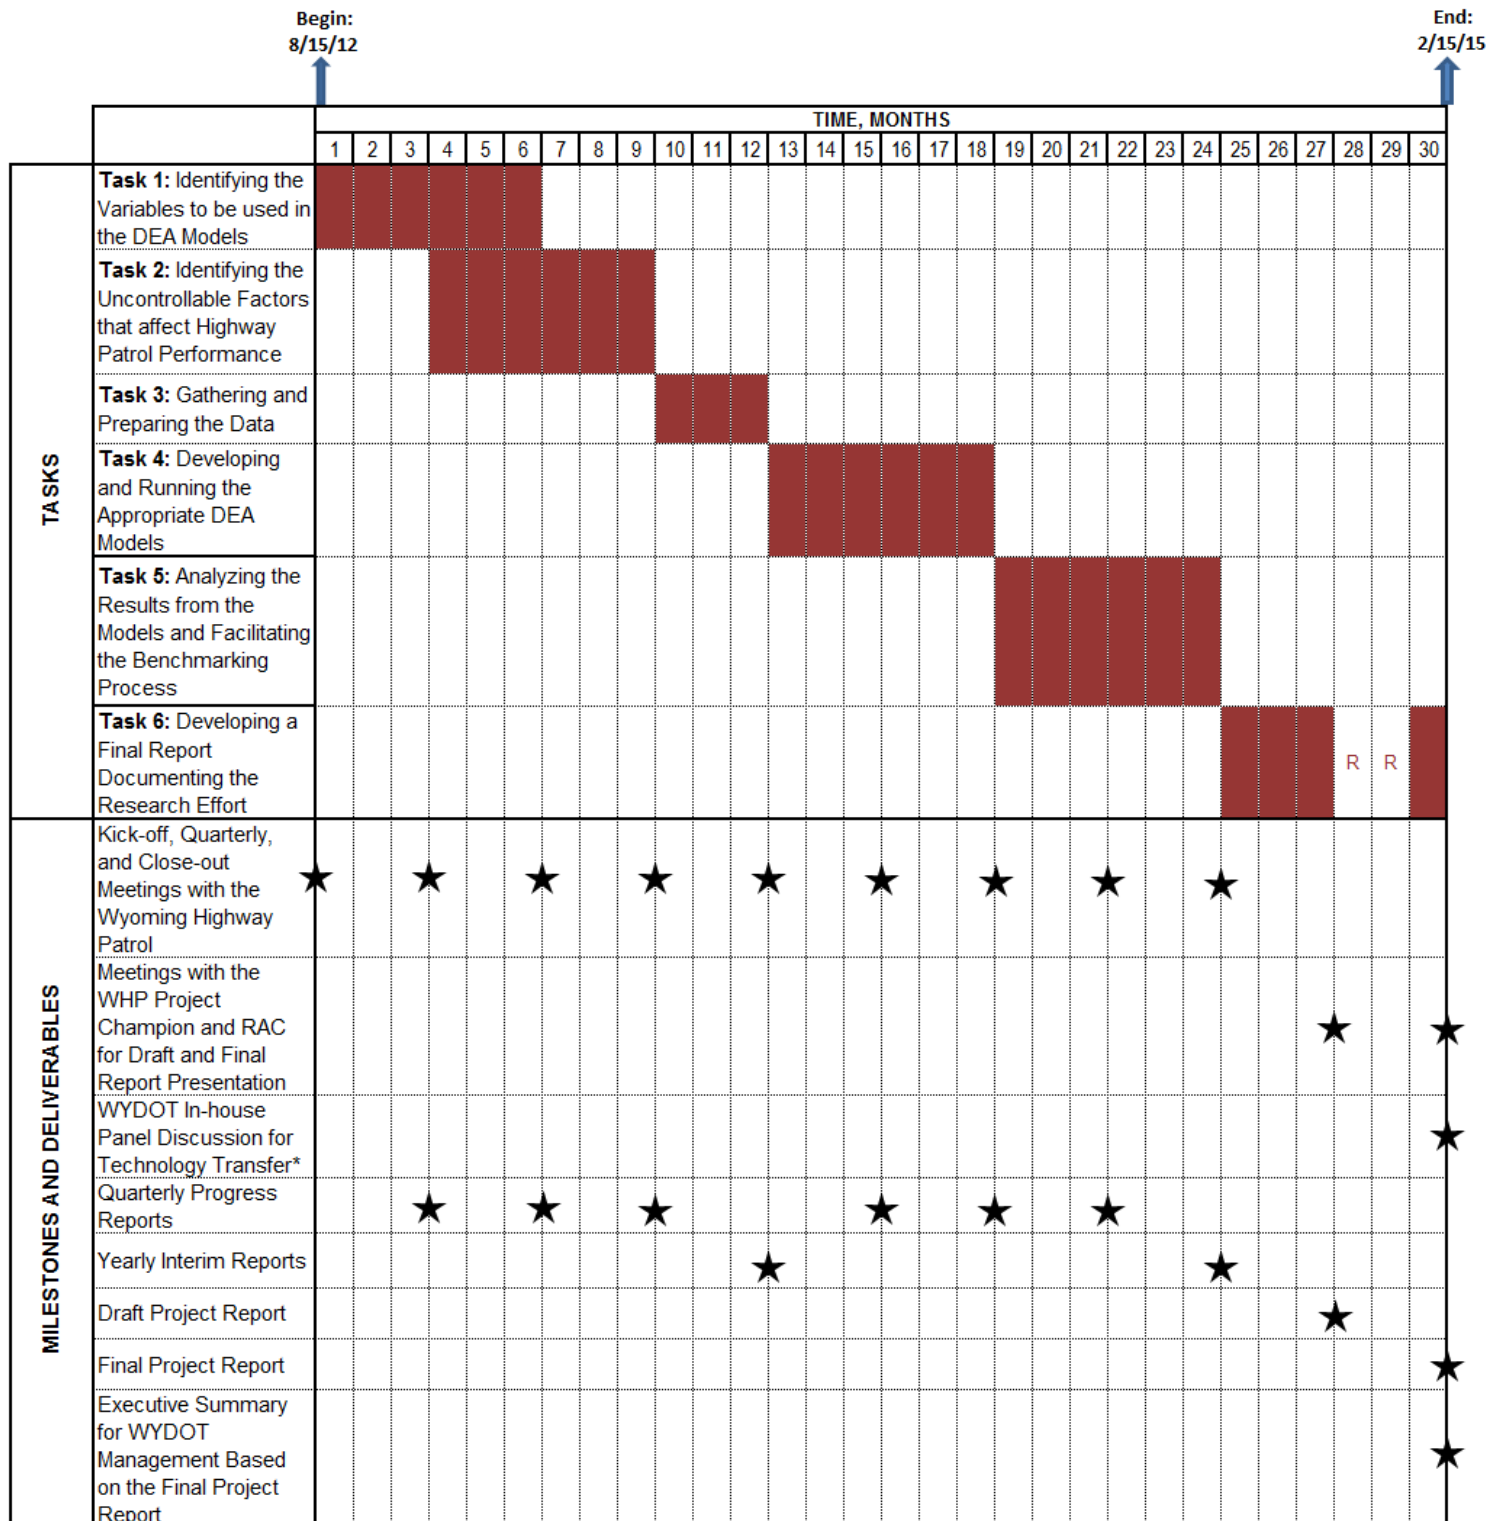 Begin:
8/15/12
End:
2/15/15
TIME, MONTHS
1 2 3 4 5 6 7 8 9 10 11 12 13 14 15 16 17 18 19 20 21 22 23 24 25 26 27 28 29 30
TASKS
Task 1: Identifying the
Variables to be used in
the DEA Models
Task 2: Identifying the
Uncontrollable Factors
that affect Highway
Patrol Performance
Task 3: Gathering and
Preparing the Data
Task 4: Developing
and Running the
Appropriate DEA
Models
Task 5: Analyzing the
Results from the
Models and Facilitating
the Benchmarking
Process
Task 6: Developing a
Final Report
Documenting the
Research Effort
R R
MILESTONES AND DELIVERABLES
Kick-off, Quarterly,
and Close-out
Meetings with the
Wyoming Highway
Patrol
Meetings with the
WHP Project
Champion and RAC
for Draft and Final
Report Presentation
WYDOT In-house
Panel Discussion for
Technology Transfer*
Quarterly Progress
Reports
Yearly Interim Reports
Draft Project Report
Final Project Report
Executive Summary
for WYDOT
Management Based
on the Final Project
Report